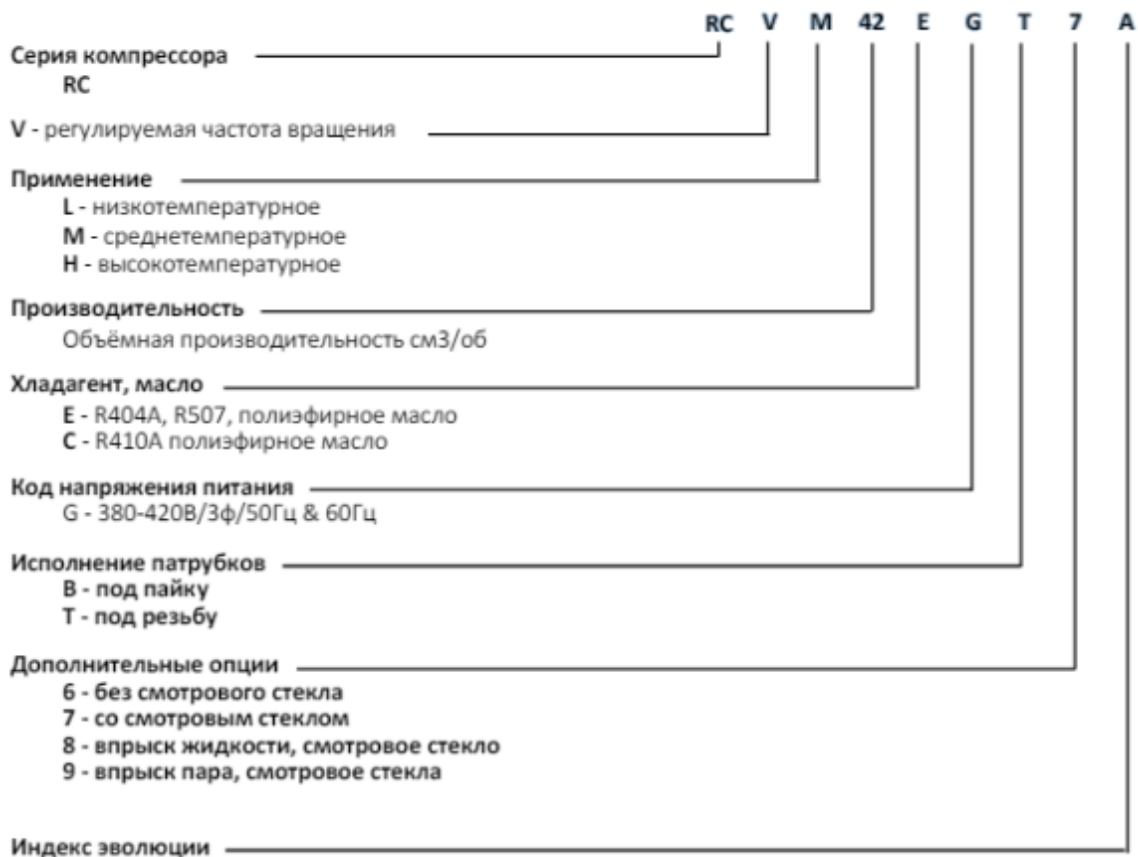 RC V M 42 E G T 7 A
Серия компрессора
RC
V - регулируемая частота вращения
Применение
L - низкотемпературное
M - среднетемпературное
H - высокотемпературное
Производительность
Объёмная производительность см3/об
Хладагент, масло
E - R404A, R507, полиэфирное масло
C - R410A полиэфирное масло
Код напряжения питания
G - 380-420В/3ф/50Гц & 60Гц
Исполнение патрубков
B - под пайку
T - под резьбу
Дополнительные опции
6 - без смотрового стекла
7 - со смотровым стеклом
8 - впрыск жидкости, смотровое стекло
9 - впрыск пара, смотровое стекла
Индекс эволюции